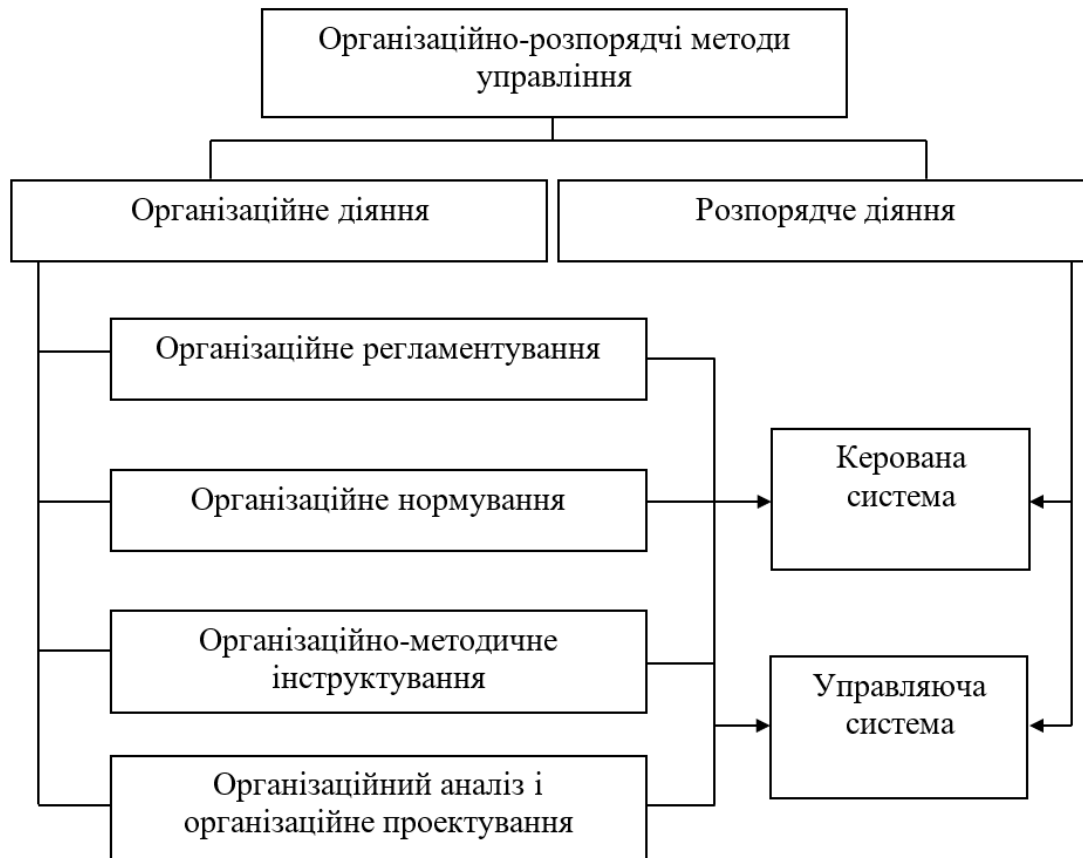 Організаційно-розпорядчі методи
управління
Організаційне діяння
Розпорядче діяння
Організаційне регламентування
Організаційне нормування
Керована
система
Організаційно-методичне
інструктування
Управляюча
система
Організаційний аналіз і
організаційне проектування